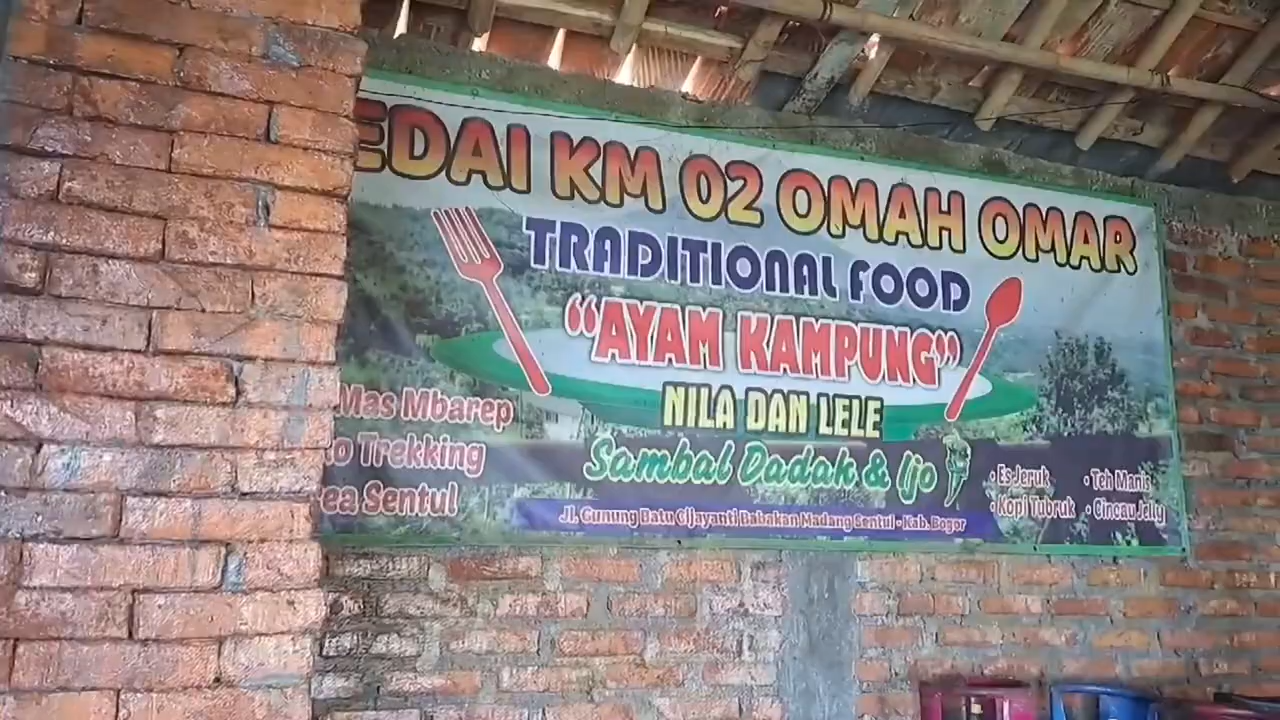 EDAI KM 02 OMAH OMAR
TRADITIONAL FOOD
“AYAM KAMPUNG”
NILA DAN LELE
Sambal Dadak & Ijo
Mas Mbarep
o Trekking
ea Sentul
• Es Jeruk
• Teh Manis
• Kopi Tubruk
• Cincau Jelly
Jl. Gunung Batu Cijayanti Babakan Madang Sentul - Kab. Bogor